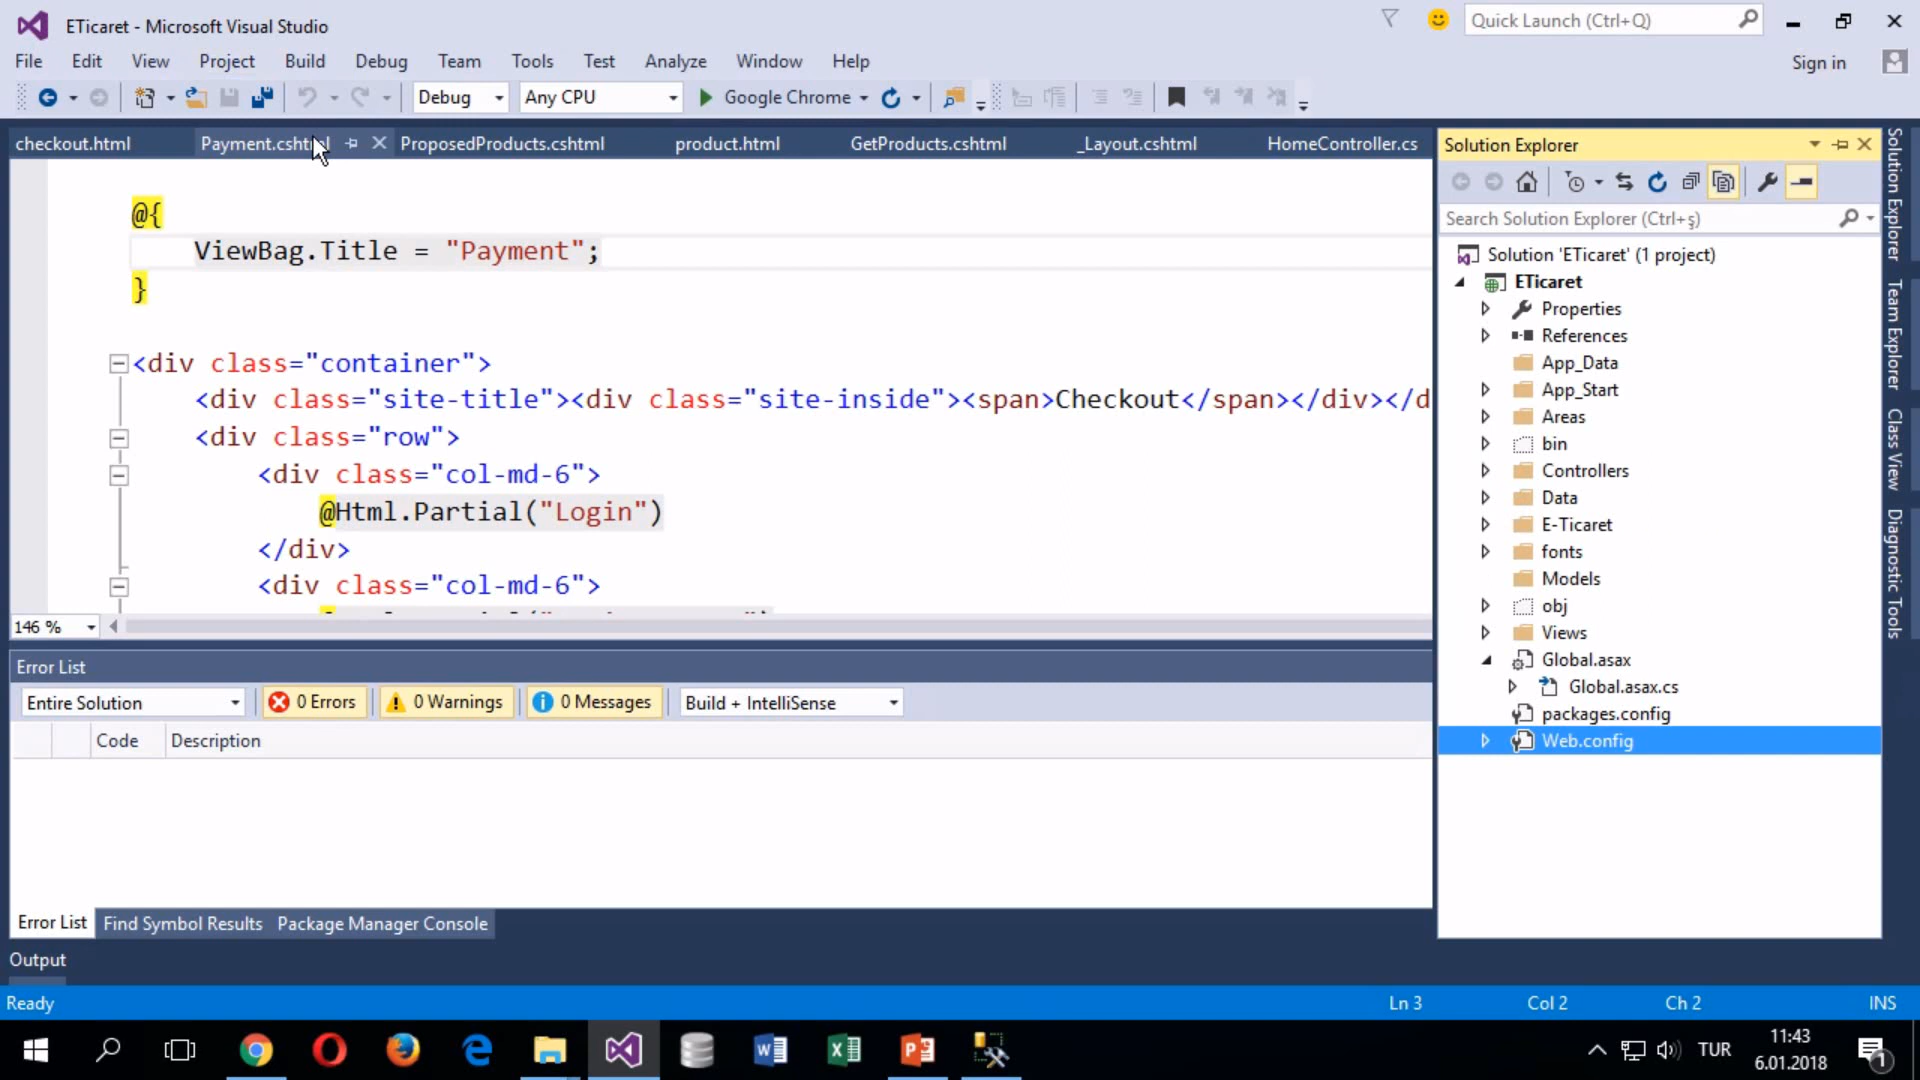 ETicaret - Microsoft Visual Studio
Quick Launch (Ctrl+Q)
File Edit View Project Build Debug Team Tools Test Analyze Window Help
Sign in
Debug Any CPU Google Chrome
checkout.html Payment.cshtml ProposedProducts.cshtml product.html GetProducts.cshtml _Layout.cshtml HomeController.cs
@{
ViewBag.Title = "Payment";
}
<div class="container">
<div class="site-title"><div class="site-inside"><span>Checkout</span></div></d
<div class="row">
<div class="col-md-6">
@Html.Partial("Login")
</div>
<div class="col-md-6">
146 %
Error List
Entire Solution 0 Errors 0 Warnings 0 Messages Build + IntelliSense
Code Description
Error List Find Symbol Results Package Manager Console
Output
Solution Explorer
Search Solution Explorer (Ctrl+ş)
Solution 'ETicaret' (1 project)
ETicaret
Properties
References
App_Data
App_Start
Areas
bin
Controllers
Data
E-Ticaret
fonts
Models
obj
Views
Global.asax
Global.asax.cs
packages.config
Web.config
Solution Explorer
Team Explorer
Class View
Diagnostic Tools
Ready Ln 3 Col 2 Ch 2 INS
TUR
11:43
6.01.2018
1